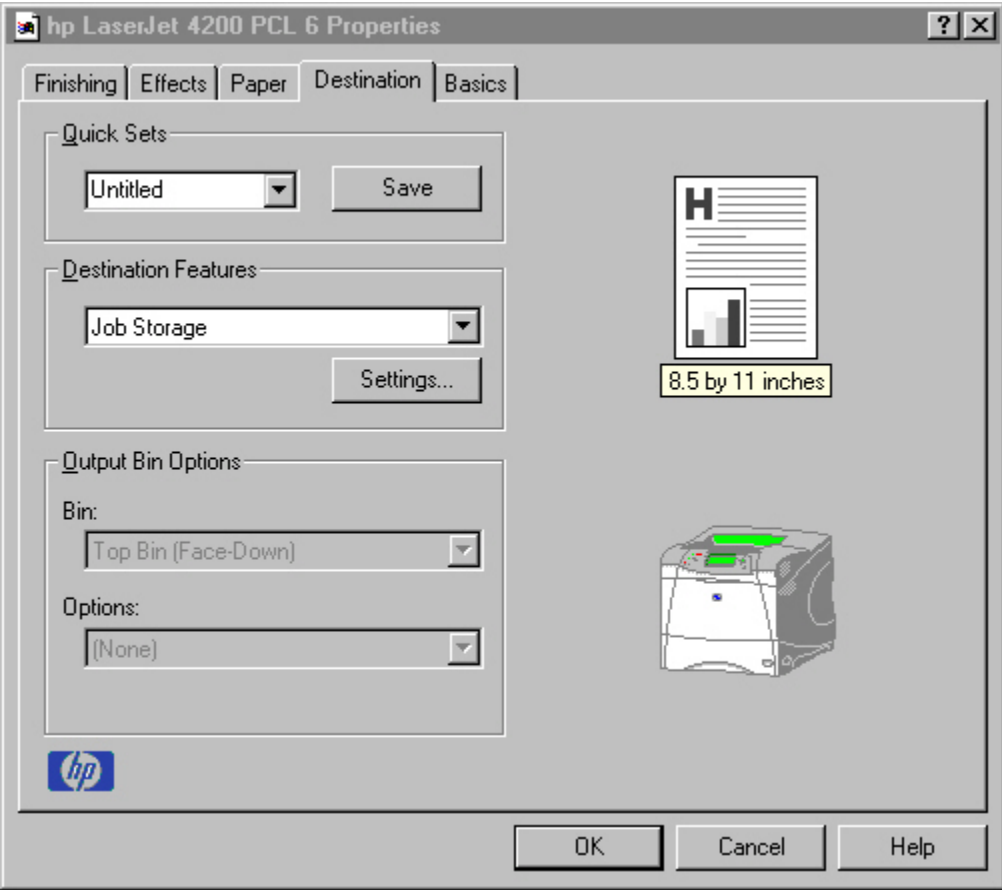 hp LaserJet 4200 PCL 6 Properties
Finishing Effects Paper Destination Basics
Quick Sets
Untitled
Save
Destination Features
Job Storage
Settings...
Output Bin Options
Bin:
Top Bin (Face-Down)
Options:
(None)
H
8.5 by 11 inches
hp
OK Cancel Help